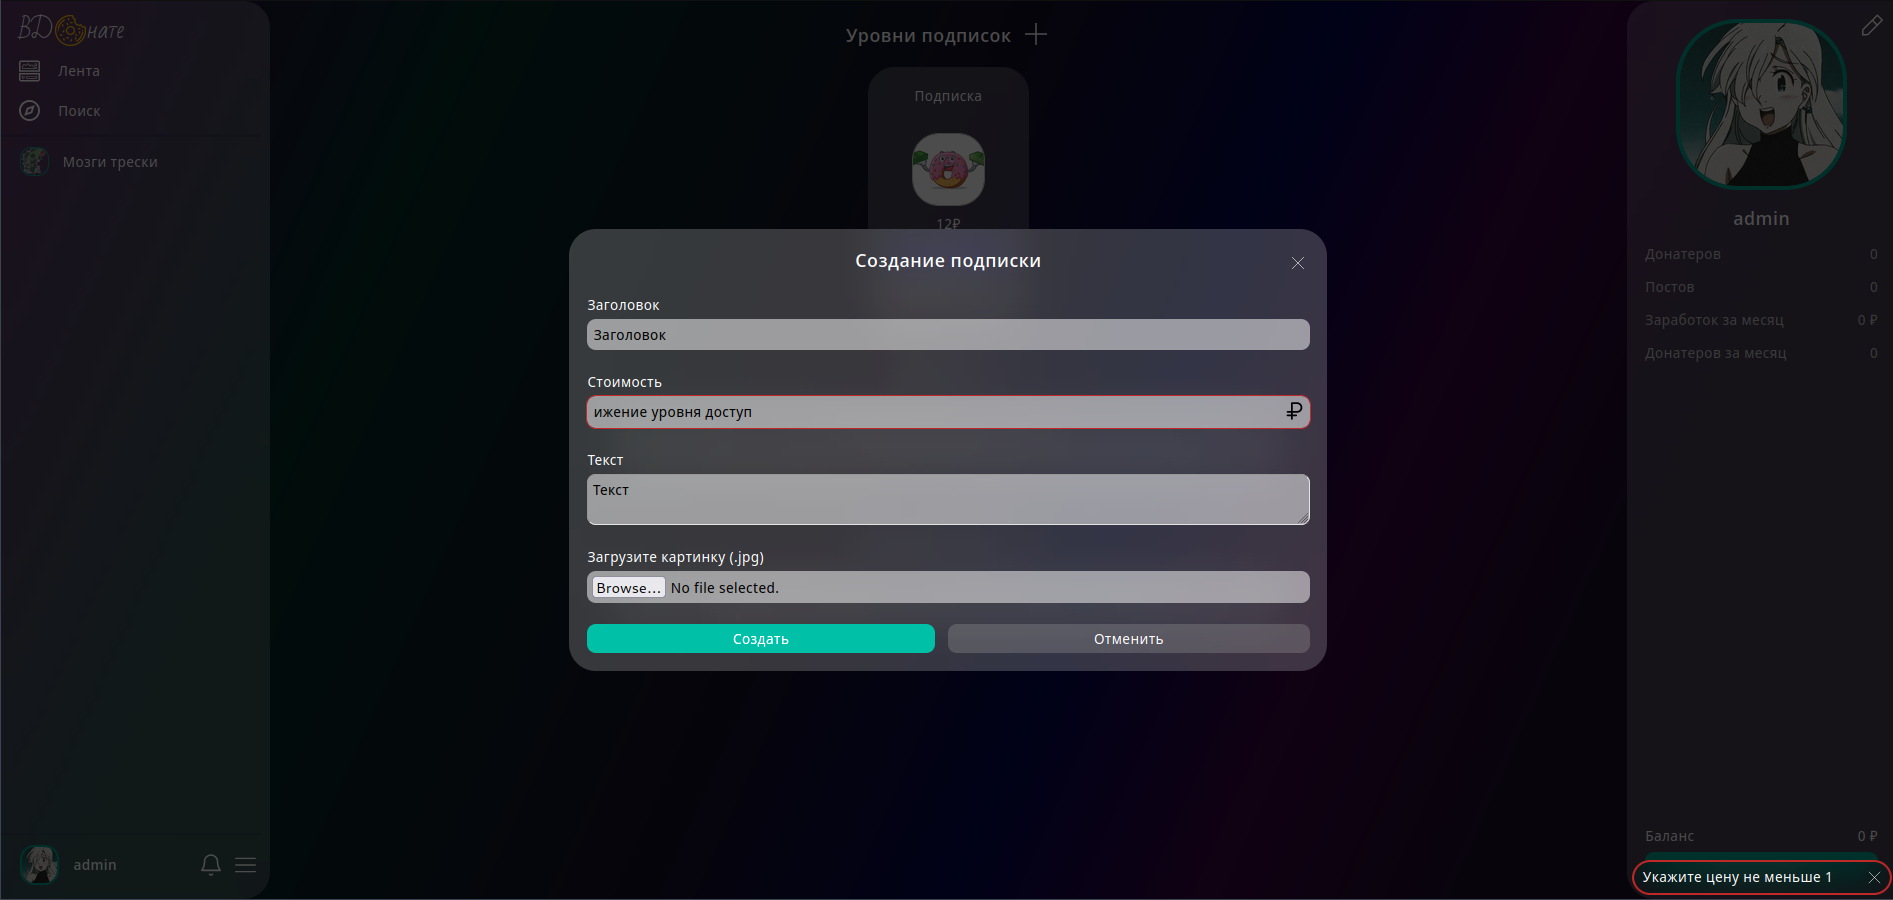 ВDонате
Лента
Поиск
Мозги трески
admin
Уровни подписок
Подписка
12₽
Создание подписки
Заголовок
Заголовок
Стоимость
ижение уровня доступ
₽
Текст
Текст
Загрузите картинку (.jpg)
Browse... No file selected.
Создать Отменить
admin
Донатеров 0
Постов 0
Заработок за месяц 0 ₽
Донатеров за месяц 0
Баланс 0 ₽
Укажите цену не меньше 1